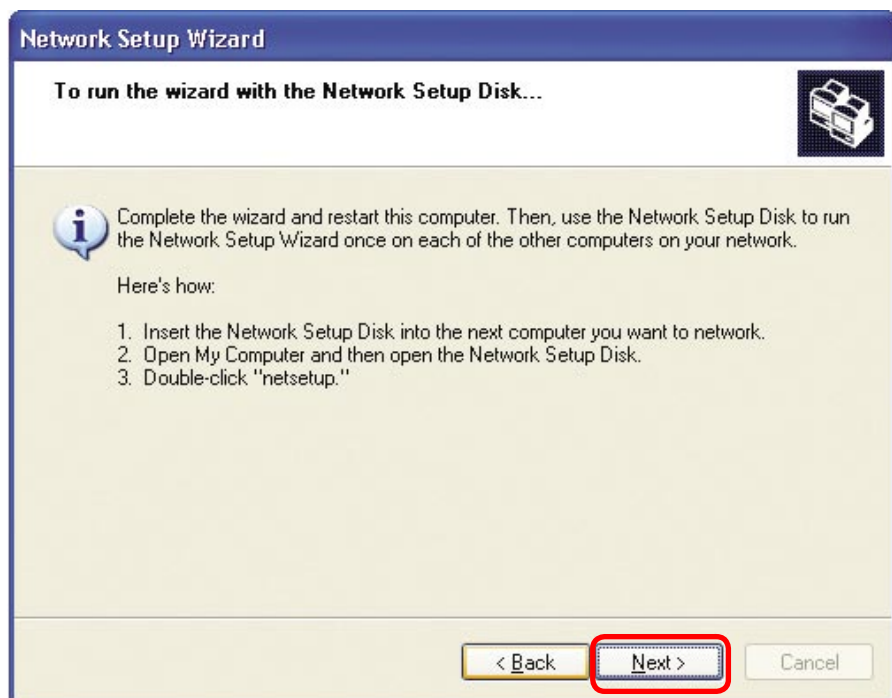 Network Setup Wizard
To run the wizard with the Network Setup Disk...
Complete the wizard and restart this computer. Then, use the Network Setup Disk to run
the Network Setup Wizard once on each of the other computers on your network.
Here's how:
1. Insert the Network Setup Disk into the next computer you want to network.
2. Open My Computer and then open the Network Setup Disk.
3. Double-click "netsetup."
< Back Next > Cancel